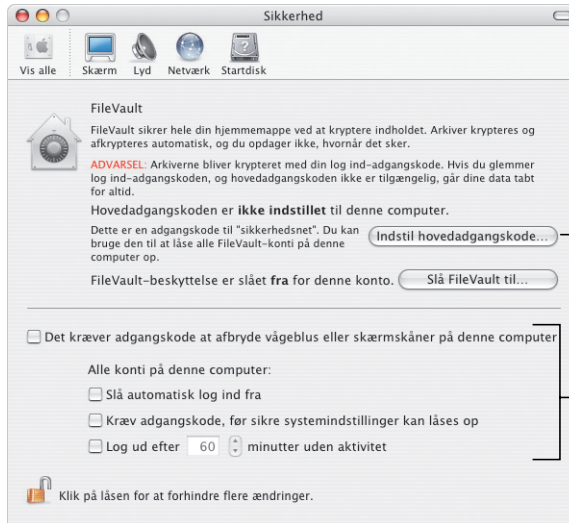 Sikkerhed
Vis alle
Skærm
Lyd
Netværk
Startdisk
FileVault
FileVault sikrer hele din hjemmemappe ved at kryptere indholdet. Arkiver krypteres og
afkrypteres automatisk, og du opdager ikke, hvornår det sker.
ADVARSEL: Arkiverne bliver krypteret med din log ind-adgangskode. Hvis du glemmer
log ind-adgangskoden, og hovedadgangskoden ikke er tilgængelig, går dine data tabt
for altid.
Hovedadgangskoden er ikke indstillet til denne computer.
Dette er en adgangskode til "sikkerhedsnet". Du kan
bruge den til at låse alle FileVault-konti på denne
computer op.
Indstil hovedadgangskode...
FileVault-beskyttelse er slået fra for denne konto.
Slå FileVault til...
Det kræver adgangskode at afbryde vågeblus eller skærmskåner på denne computer
Alle konti på denne computer:
Slå automatisk log ind fra
Kræv adgangskode, før sikre systemindstillinger kan låses op
Log ud efter 60 minutter uden aktivitet
Klik på låsen for at forhindre flere ændringer.